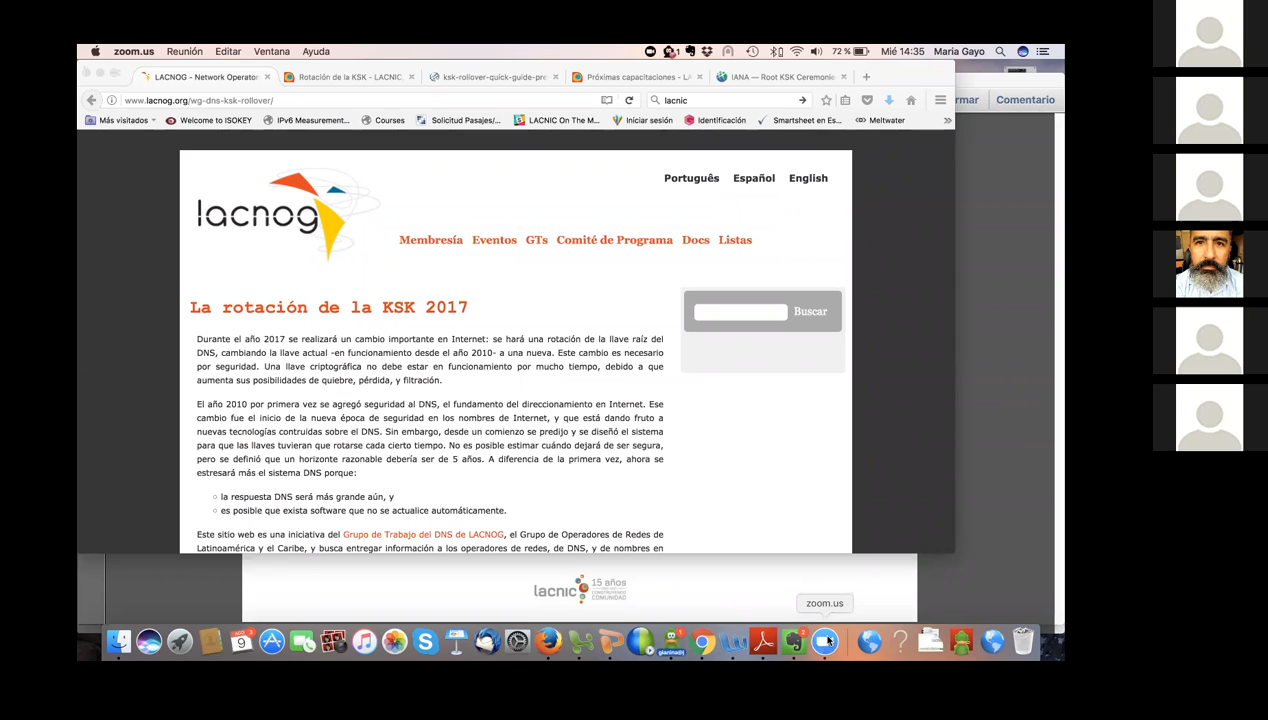 zoom.us Reunión Editar Ventana Ayuda
1 72 % Mié 14:35 Maria Gayo
LACNOG - Network Operator
Rotación de la KSK - LACNIC.
ksk-rollover-quick-guide-pre
Próximas capacitaciones - LA
IANA — Root KSK Ceremonie
www.lacnog.org/wg-dns-ksk-rollover/
lacnic
rmar Comentario
Más visitados Welcome to ISOKEY IPv6 Measurement... Courses Solicitud Pasajes/... LACNIC On The M... Iniciar sesión Identificación Smartsheet en Es... Meltwater
Português Español English
lacnog
Membresía Eventos GTs Comité de Programa Docs Listas
La rotación de la KSK 2017
Buscar
Durante el año 2017 se realizará un cambio importante en Internet: se hará una rotación de la llave raíz del
DNS, cambiando la llave actual -en funcionamiento desde el año 2010- a una nueva. Este cambio es necesario
por seguridad. Una llave criptográfica no debe estar en funcionamiento por mucho tiempo, debido a que
aumenta sus posibilidades de quiebre, pérdida, y filtración.
El año 2010 por primera vez se agregó seguridad al DNS, el fundamento del direccionamiento en Internet. Ese
cambio fue el inicio de la nueva época de seguridad en los nombres de Internet, y que está dando fruto a
nuevas tecnologías contruidas sobre el DNS. Sin embargo, desde un comienzo se predijo y se diseñó el sistema
para que las llaves tuvieran que rotarse cada cierto tiempo. No es posible estimar cuándo dejará de ser segura,
pero se definió que un horizonte razonable debería ser de 5 años. A diferencia de la primera vez, ahora se
estresará más el sistema DNS porque:
la respuesta DNS será más grande aún, y
es posible que exista software que no se actualice automáticamente.
Este sitio web es una iniciativa del Grupo de Trabajo del DNS de LACNOG, el Grupo de Operadores de Redes de
Latinoamérica y el Caribe, y busca entregar información a los operadores de redes, de DNS, y de nombres en
lacnic 15 años
CONSTRUYENDO
COMUNIDAD
zoom.us
9